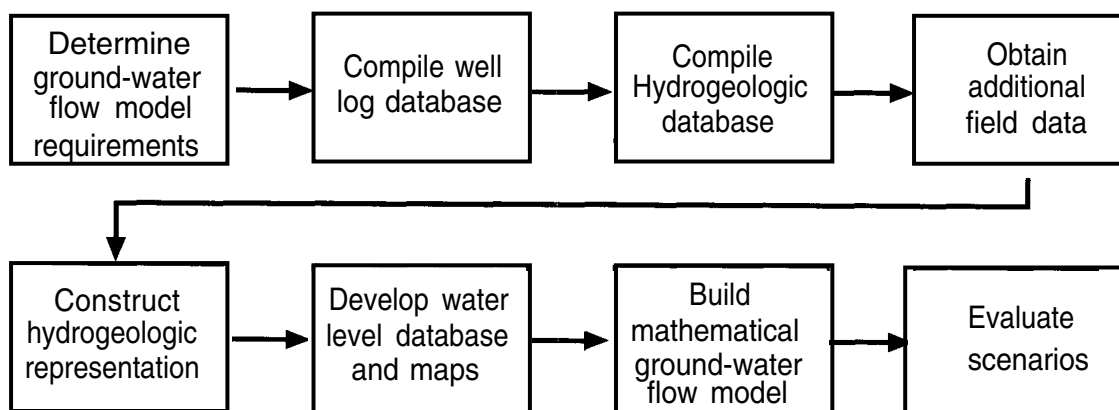 Determine
ground-water
flow model
requirements
Compile well
log database
Compile
Hydrogeologic
database
Obtain
additional
field data
Construct
hydrogeologic
representation
Develop water
level database
and maps
Build
mathematical
ground-water
flow model
Evaluate
scenarios